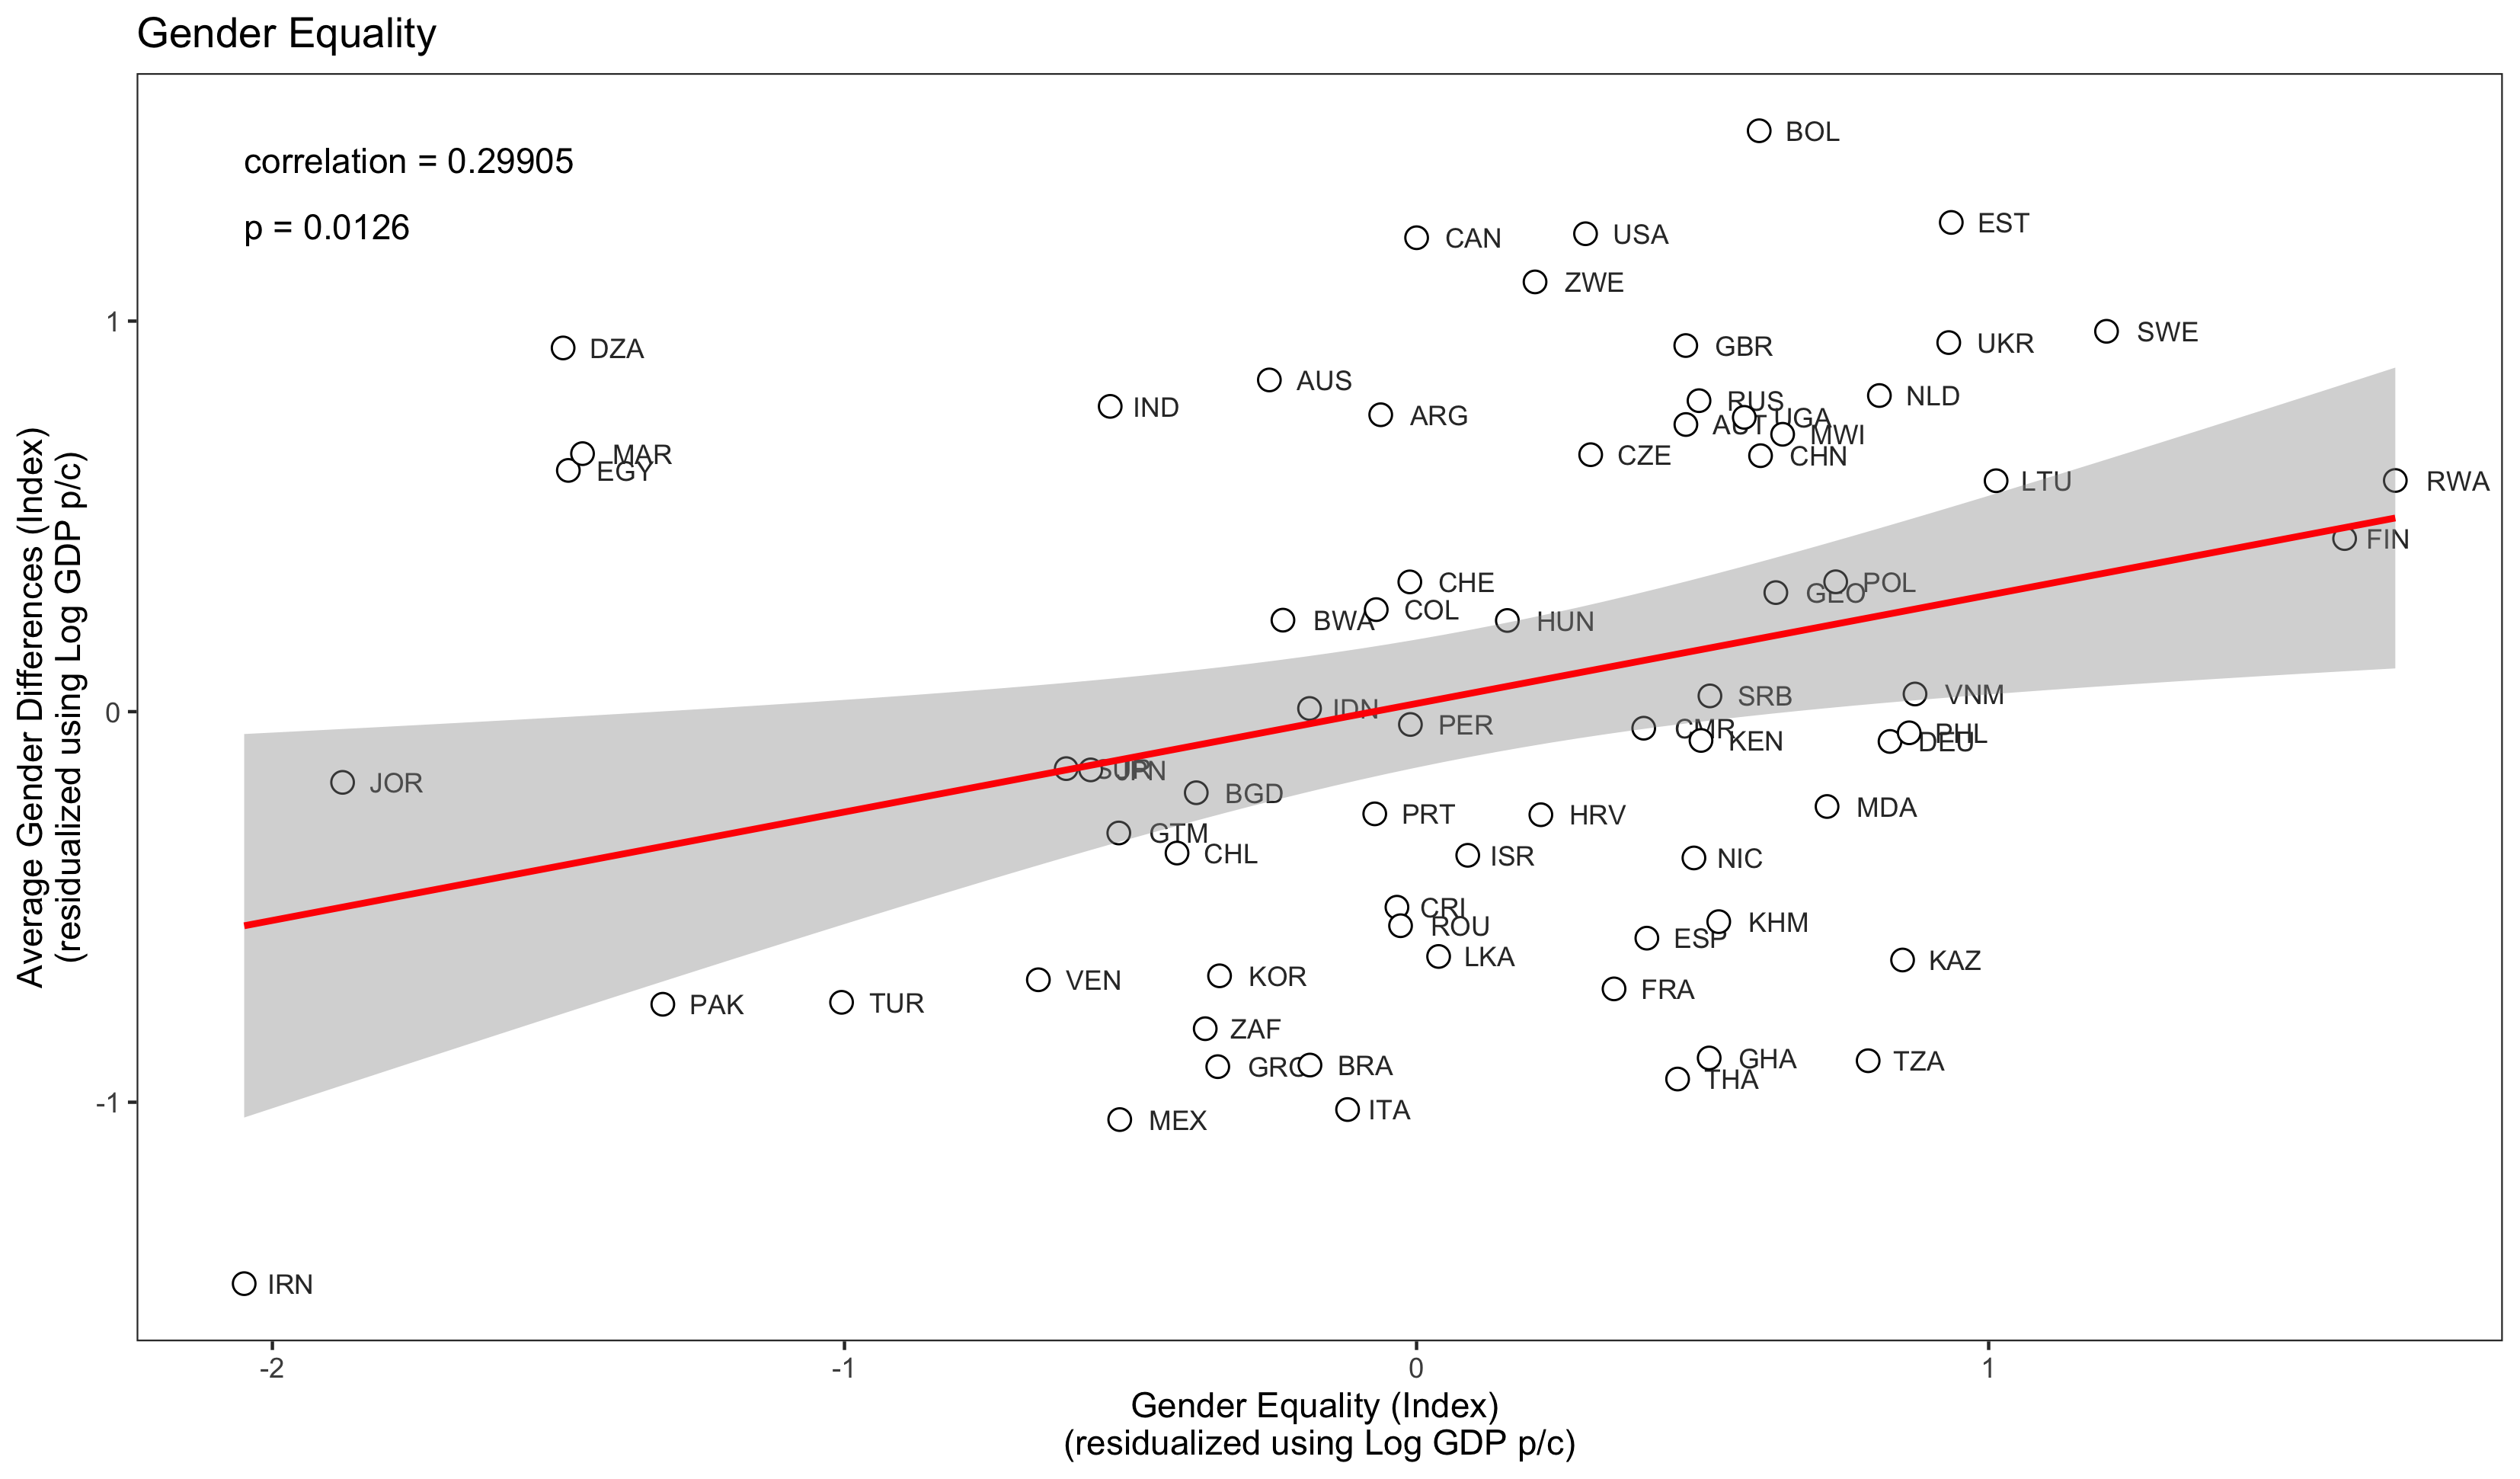 Gender Equality
correlation = 0.29905
p = 0.0126
Average Gender Differences (Index)
(residualized using Log GDP p/c)
1
0
-1
BOL
EST
CAN
USA
ZWE
SWE
UKR
GBR
DZA
AUS
NLD
RUS
IND
ARG
UGA
AUT
MWI
MAR
CZE
CHN
EGY
LTU
RWA
FIN
CHE
POL
GEO
COL
BWA
HUN
VNM
SRB
IDN
PER
CMR
PHL
KEN
DEU
JPN
JOR
BGD
MDA
PRT
HRV
GTM
CHL
ISR
NIC
CRI
KHM
ROU
ESP
LKA
KAZ
KOR
VEN
FRA
TUR
PAK
ZAF
GHA
TZA
BRA
GRC
THA
ITA
MEX
IRN
-2
-1
0
1
Gender Equality (Index)
(residualized using Log GDP p/c)